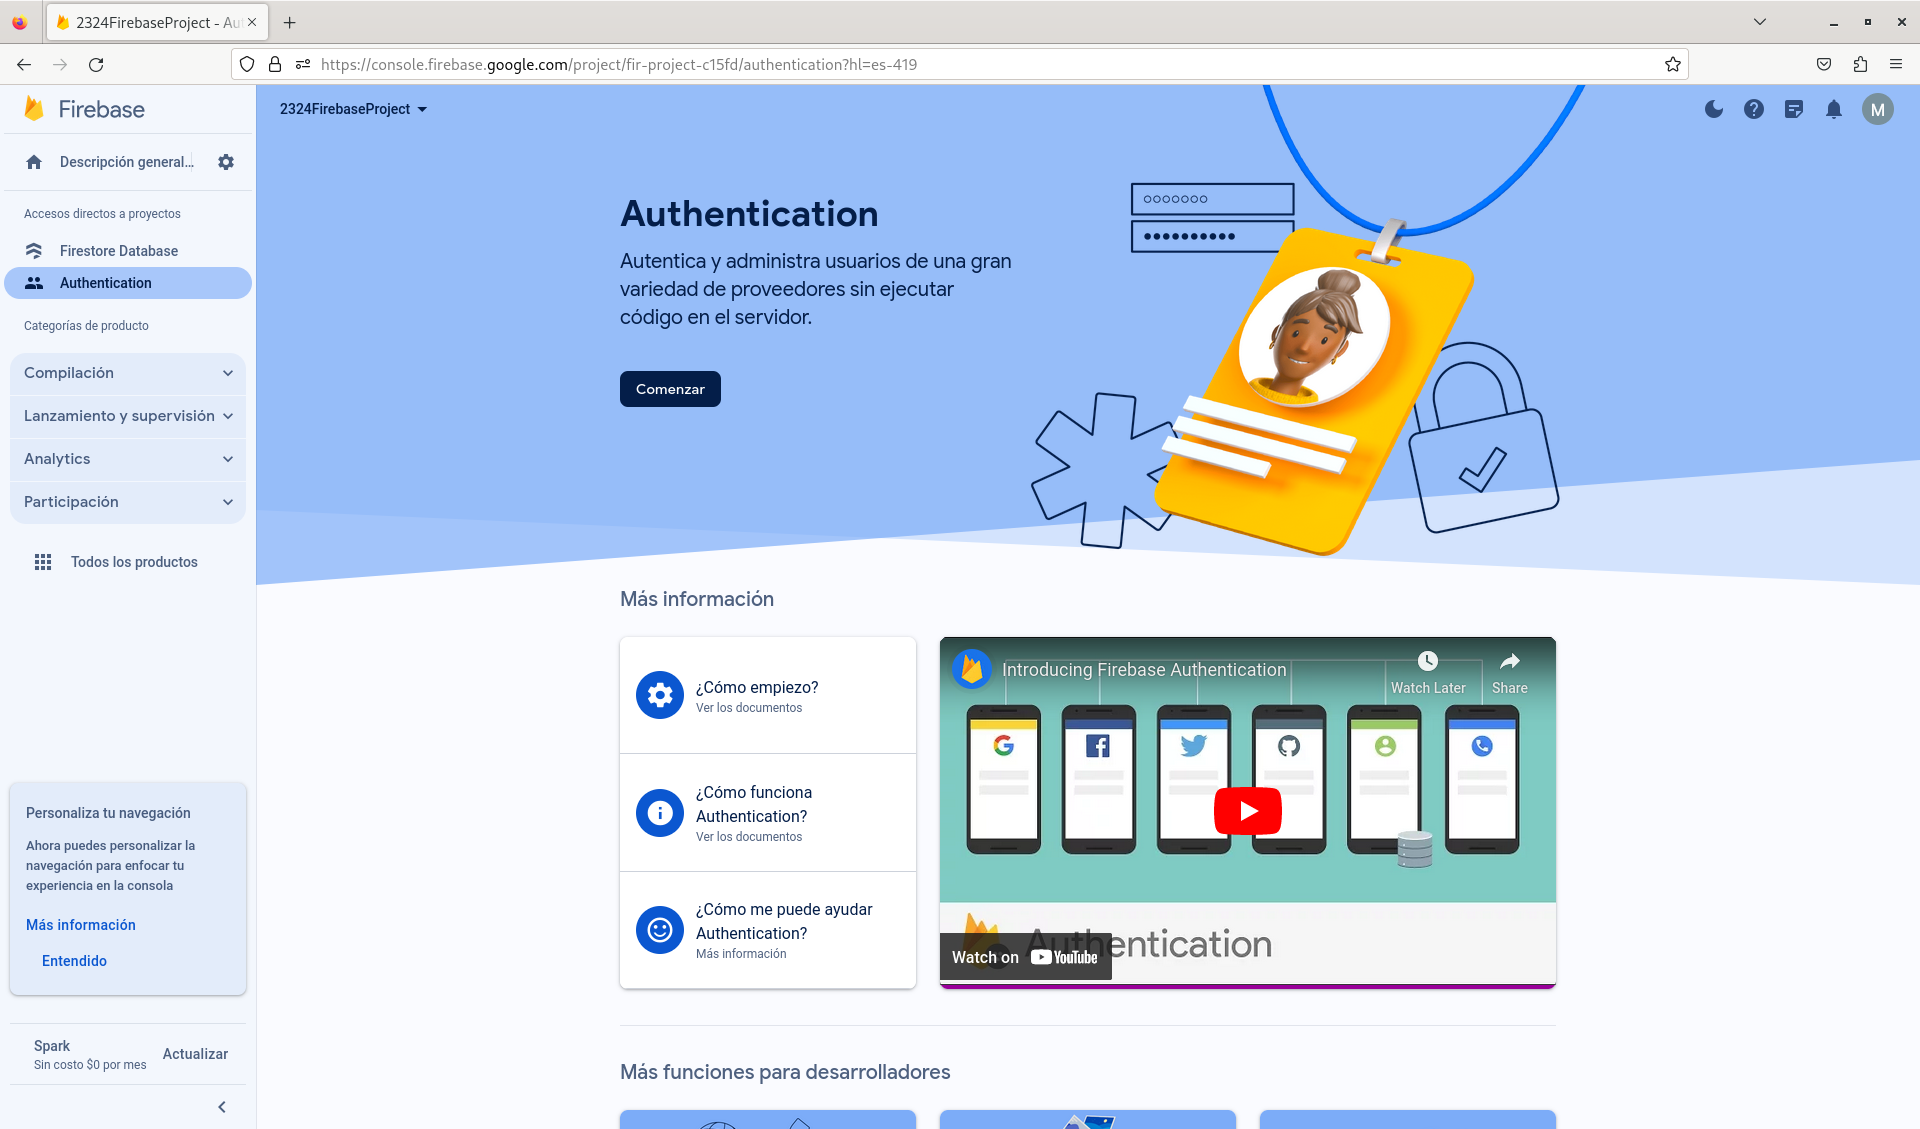 2324FirebaseProject - Au
https://console.firebase.google.com/project/fir-project-c15fd/authentication?hl=es-419
Firebase
Descripción general...
Accesos directos a proyectos
Firestore Database
Authentication
Categorías de producto
Compilación
Lanzamiento y supervisión
Analytics
Participación
Todos los productos
Personaliza tu navegación
Ahora puedes personalizar la
navegación para enfocar tu
experiencia en la consola
Más información
Entendido
Spark
Sin costo $0 por mes
Actualizar
2324FirebaseProject
M
Authentication
Autentica y administra usuarios de una gran
variedad de proveedores sin ejecutar
código en el servidor.
Comenzar
Más información
¿Cómo empiezo?
Ver los documentos
¿Cómo funciona
Authentication?
Ver los documentos
¿Cómo me puede ayudar
Authentication?
Más información
Introducing Firebase Authentication
Watch Later
Share
Authentication
Watch on YouTube
Más funciones para desarrolladores